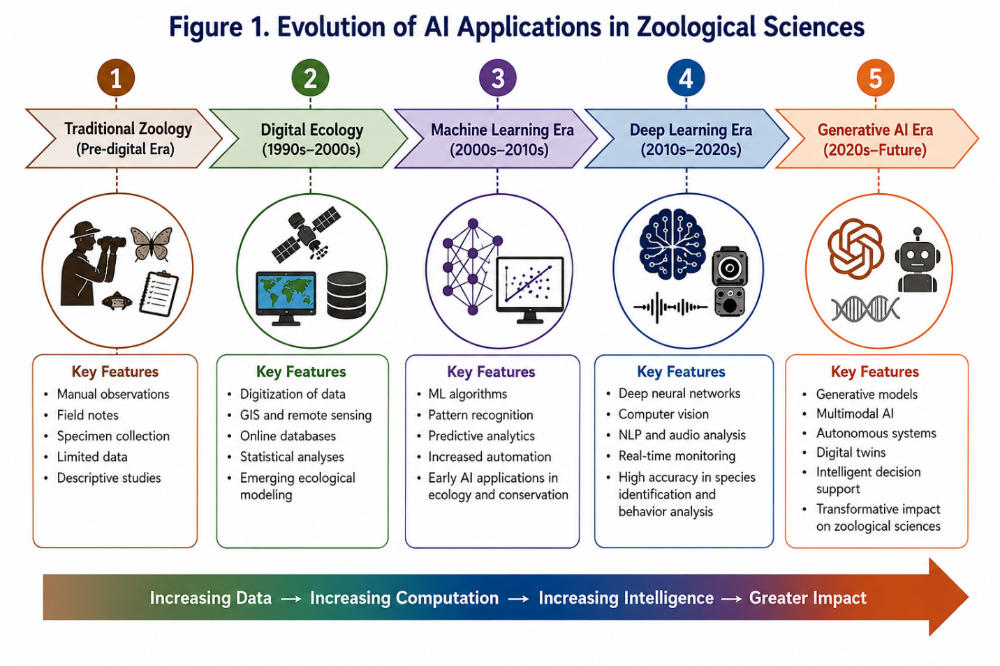 Figure 1. Evolution of AI Applications in Zoological Sciences
1
Traditional Zoology
(Pre-digital Era)
Key Features
• Manual observations
• Field notes
• Specimen collection
• Limited data
• Descriptive studies
2
Digital Ecology
(1990s–2000s)
Key Features
• Digitization of data
• GIS and remote sensing
• Online databases
• Statistical analyses
• Emerging ecological
modeling
3
Machine Learning Era
(2000s–2010s)
Key Features
• ML algorithms
• Pattern recognition
• Predictive analytics
• Increased automation
• Early AI applications in
ecology and conservation
4
Deep Learning Era
(2010s–2020s)
Key Features
• Deep neural networks
• Computer vision
• NLP and audio analysis
• Real-time monitoring
• High accuracy in species
identification and
behavior analysis
5
Generative AI Era
(2020s–Future)
Key Features
• Generative models
• Multimodal AI
• Autonomous systems
• Digital twins
• Intelligent decision
support
• Transformative impact
on zoological sciences
Increasing Data → Increasing Computation → Increasing Intelligence → Greater Impact